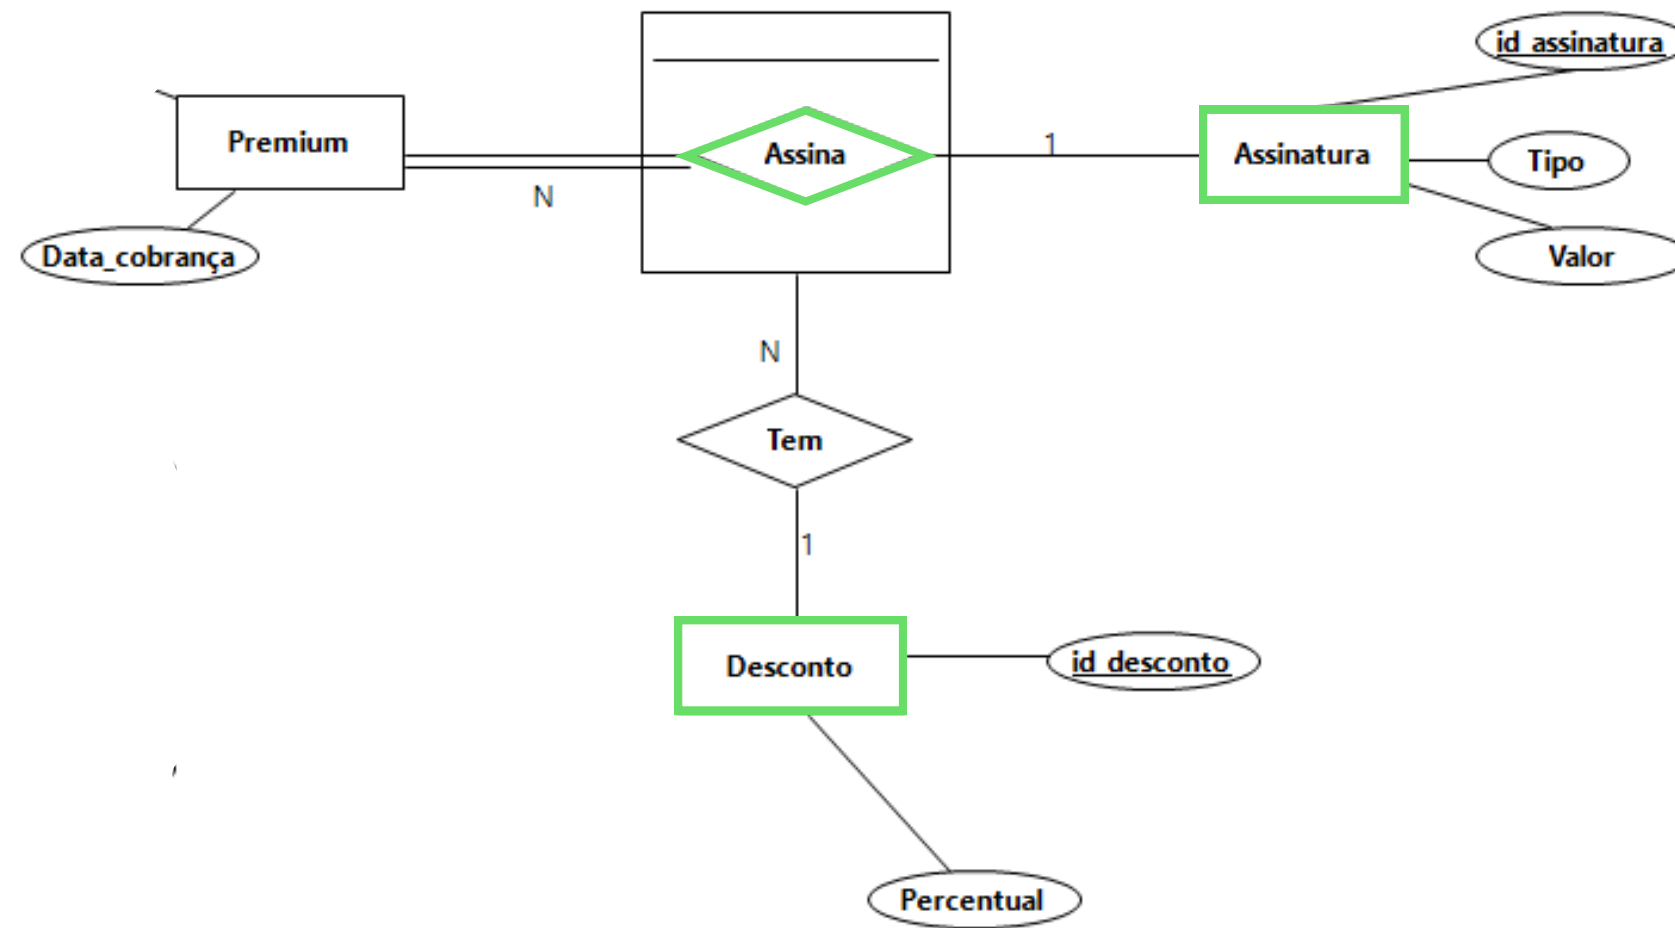 id_assinatura
Premium
Assina
1
Assinatura
Tipo
N
Data_cobrança
Valor
N
Tem
1
Desconto
id_desconto
Percentual